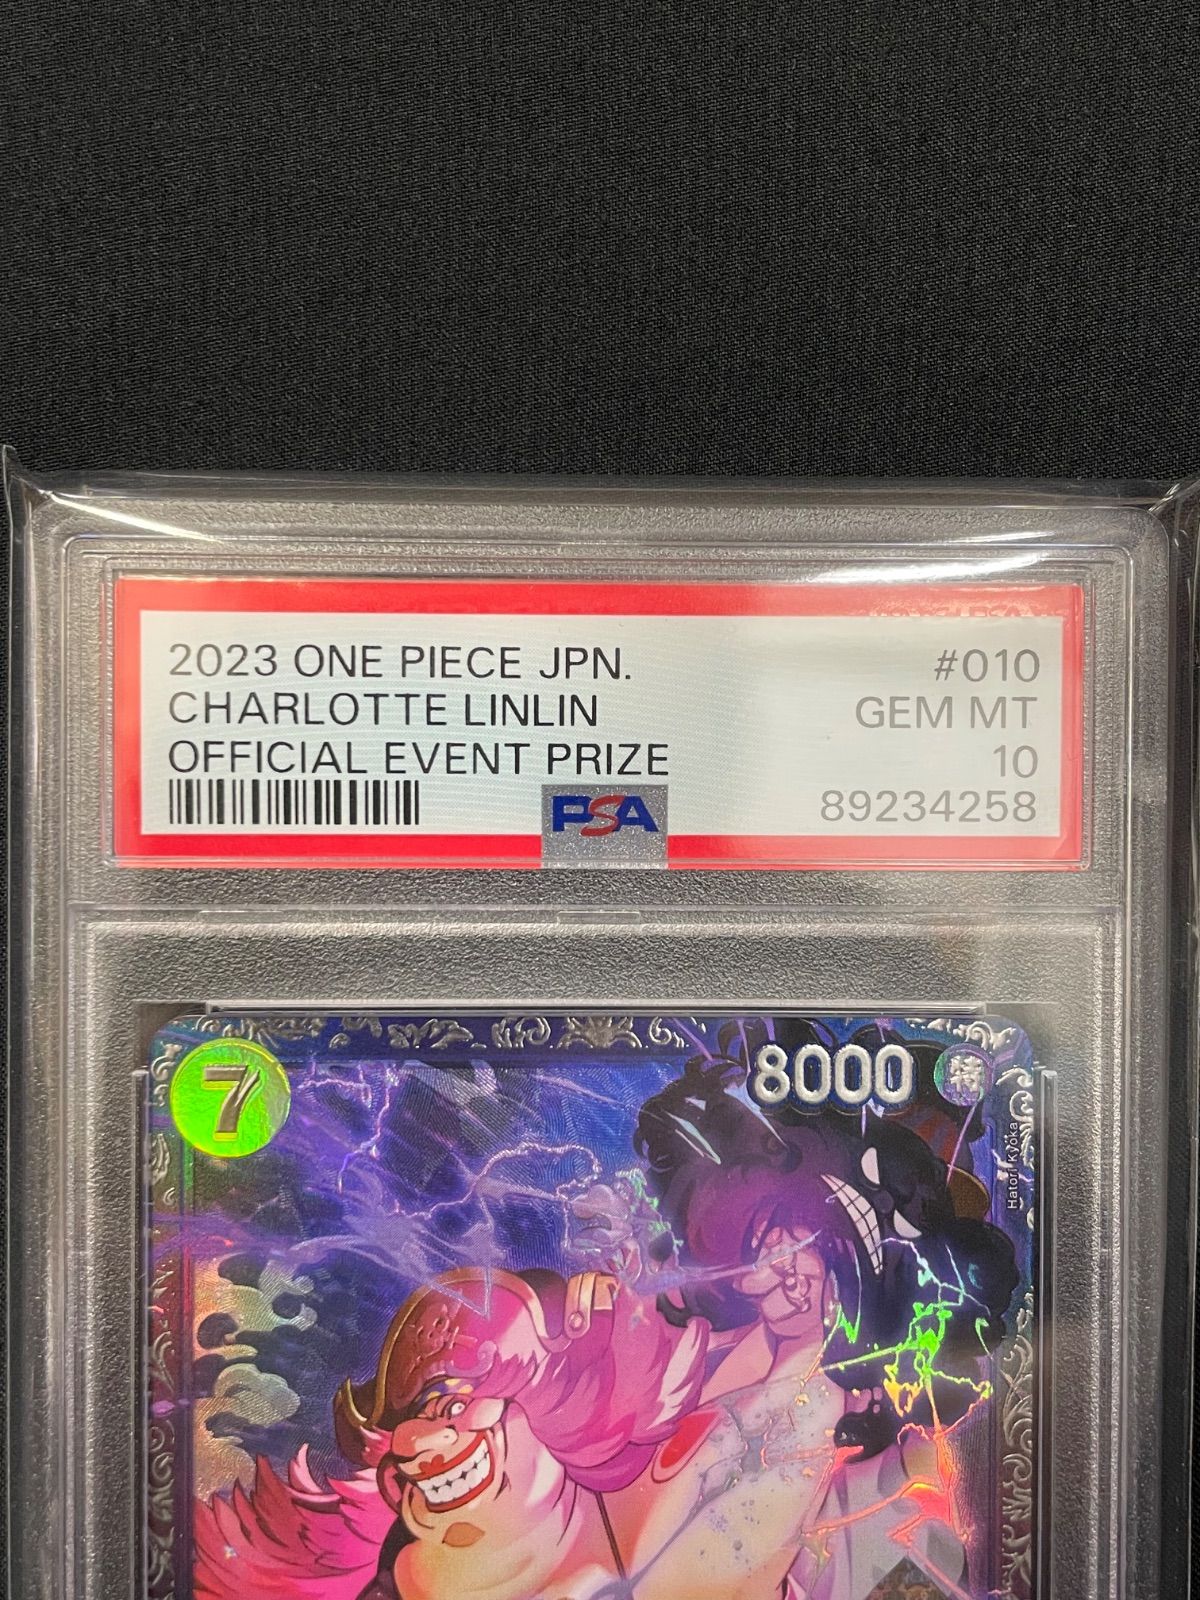 2023 ONE PIECE JPN.
#010
CHARLOTTE LINLIN
GEM MT
OFFICIAL EVENT PRIZE
10
PSA
89234258
7
8000
特
Hatori Kyoka